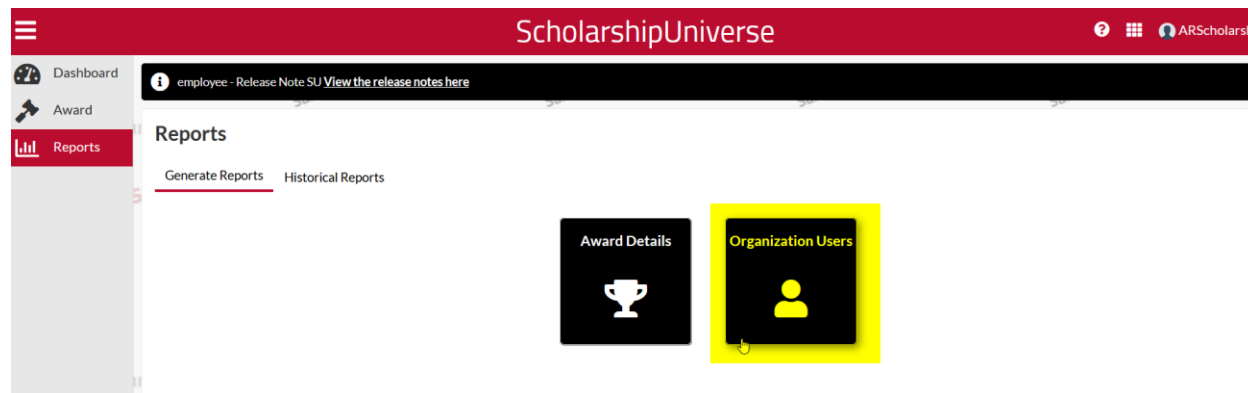 ScholarshipUniverse
ARScholars
Dashboard
Award
Reports
employee - Release Note SU View the release notes here
Reports
Generate Reports Historical Reports
Award Details
Organization Users